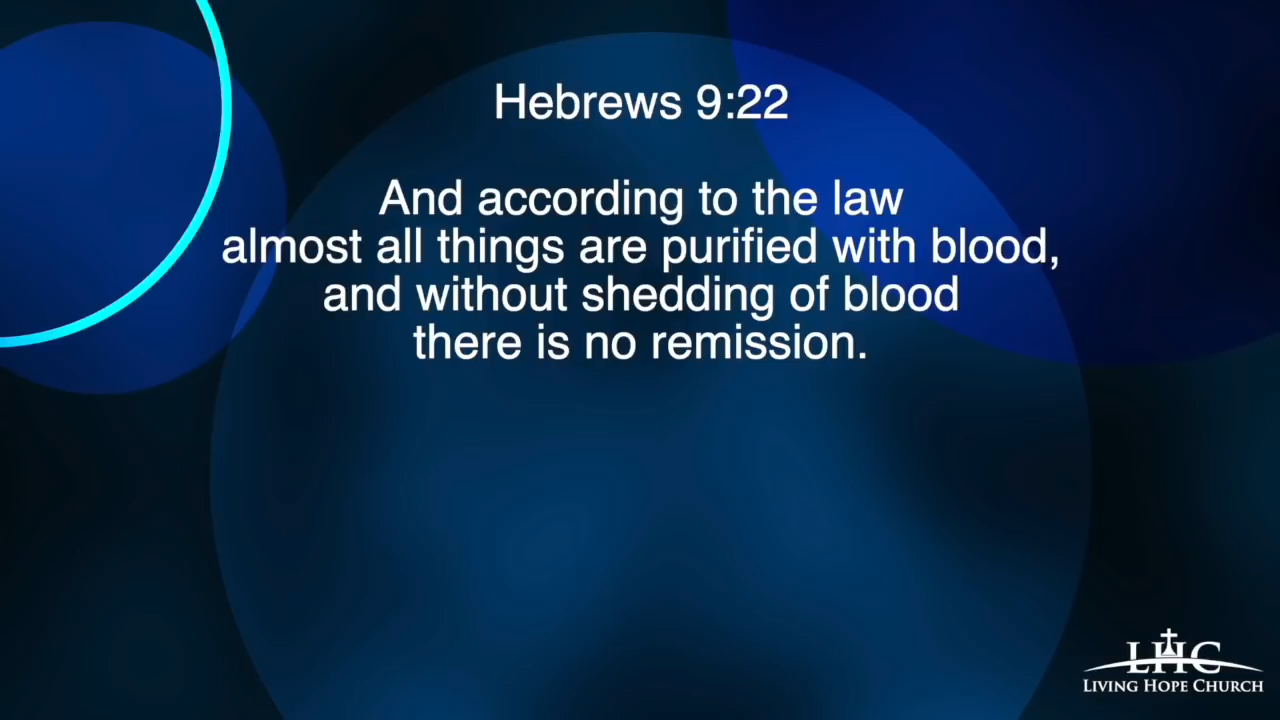 Hebrews 9:22
And according to the law
almost all things are purified with blood,
and without shedding of blood
there is no remission.
LHC
LIVING HOPE CHURCH